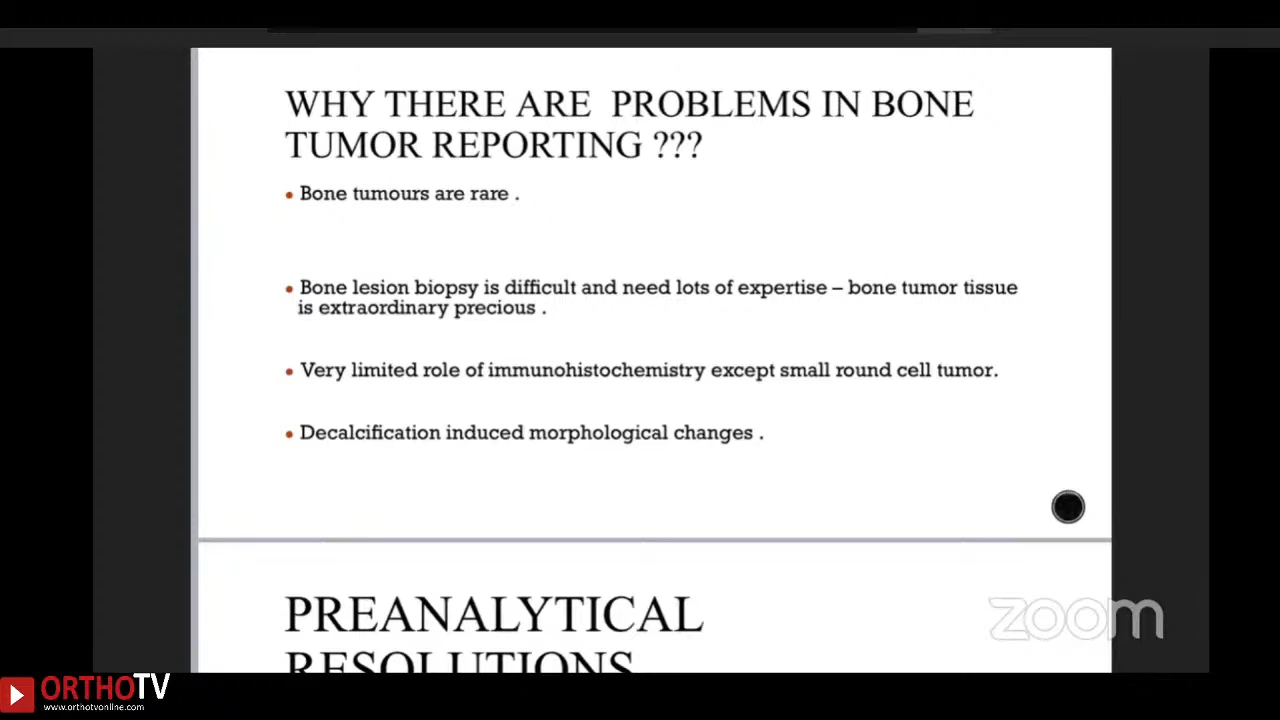 WHY THERE ARE PROBLEMS IN BONE
TUMOR REPORTING ???
• Bone tumours are rare .
• Bone lesion biopsy is difficult and need lots of expertise – bone tumor tissue
is extraordinary precious .
• Very limited role of immunohistochemistry except small round cell tumor.
• Decalcification induced morphological changes .
PREANALYTICAL
RESOLUTIONS
zoom
ORTHOTV
www.orthotvonline.com